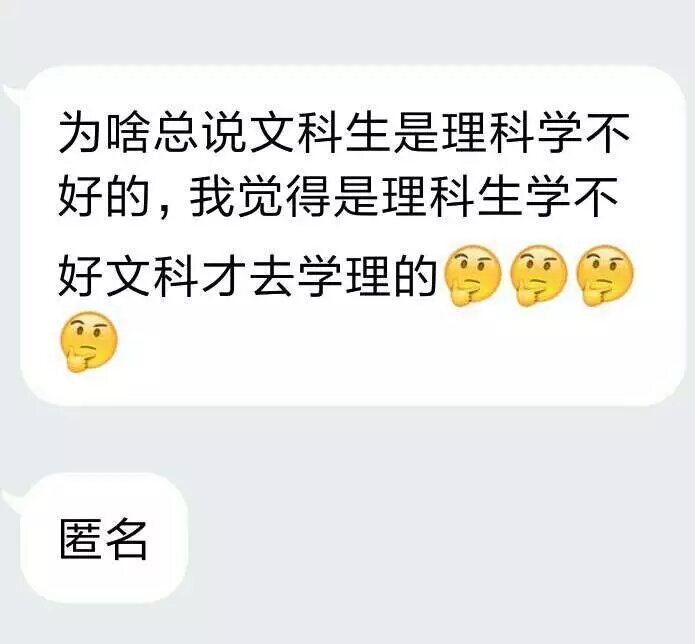 为啥总说文科生是理科学不
好的，我觉得是理科生学不
好文科才去学理的🤔🤔🤔
🤔
匿名